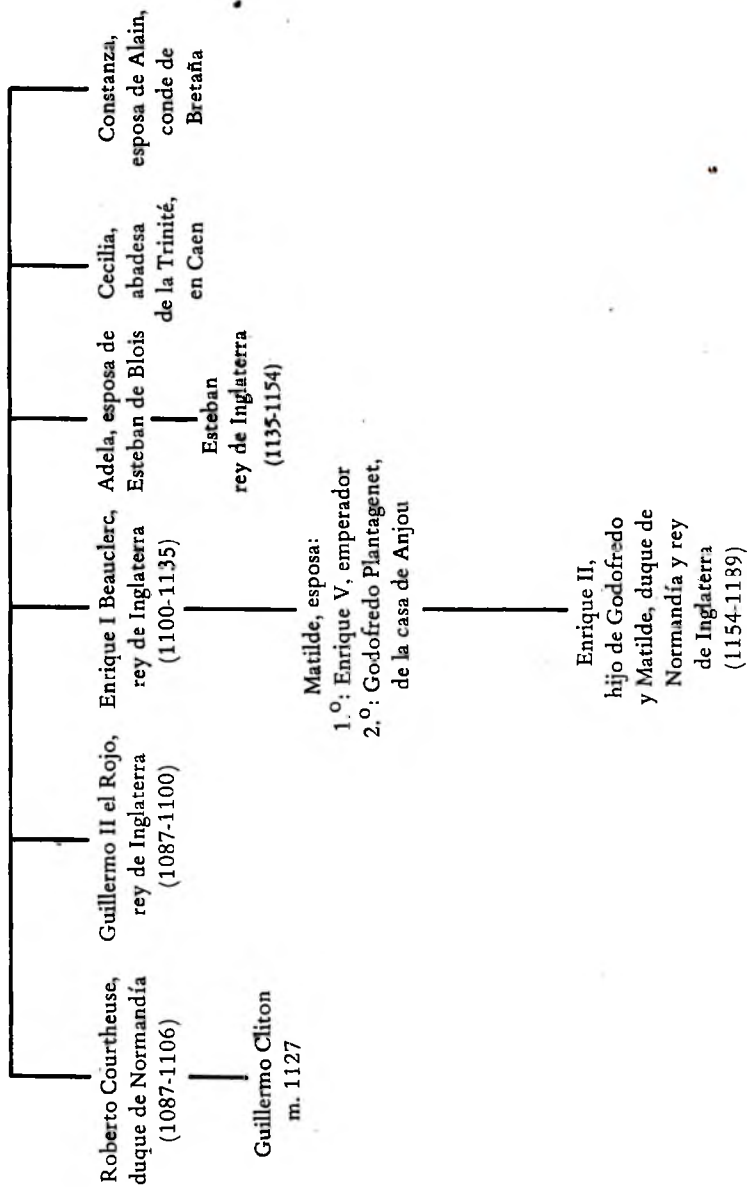 Roberto Courtheuse,
duque de Normandía
(1087-1106)
Guillermo Cliton
m. 1127
Guillermo II el Rojo,
rey de Inglaterra
(1087-1100)
Enrique I Beauclerc,
rey de Inglaterra
(1100-1135)
Matilde, esposa:
1.º: Enrique V, emperador
2.º: Godofredo Plantagenet,
de la casa de Anjou
Enrique II,
hijo de Godofredo
y Matilde, duque de
Normandía y rey
de Inglaterra
(1154-1189)
Adela, esposa de
Esteban de Blois
Esteban
rey de Inglaterra
(1135-1154)
Cecilia,
abadesa
de la Trinité,
en Caen
Constanza,
esposa de Alain,
conde de
Bretaña